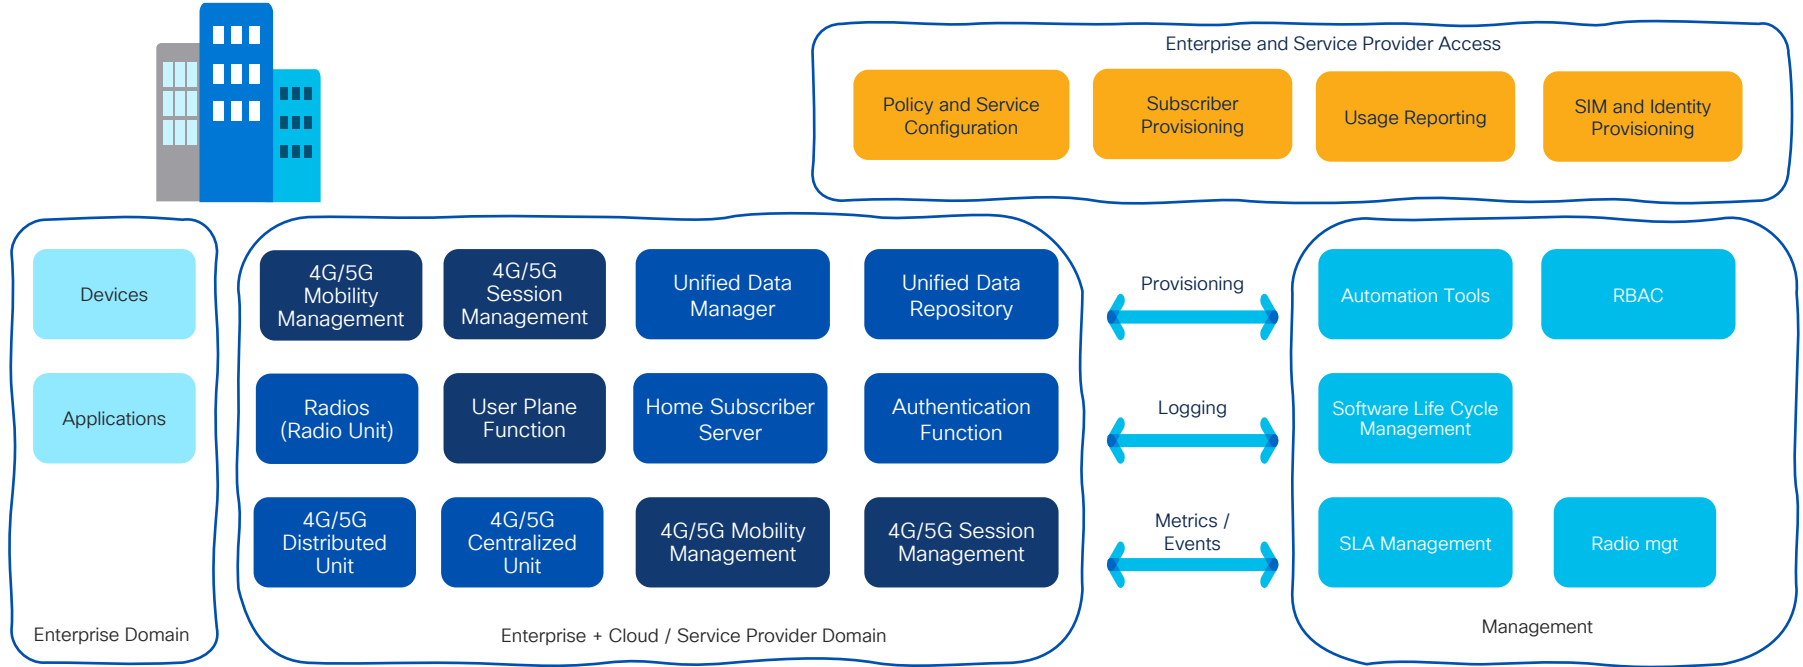 Enterprise and Service Provider Access
Policy and Service
Configuration
Subscriber
Provisioning
Usage Reporting
SIM and Identity
Provisioning
Devices
Applications
Enterprise Domain
4G/5G
Mobility
Management
4G/5G
Session
Management
Unified Data
Manager
Unified Data
Repository
Radios
(Radio Unit)
User Plane
Function
Home Subscriber
Server
Authentication
Function
4G/5G
Distributed
Unit
4G/5G
Centralized
Unit
4G/5G Mobility
Management
4G/5G Session
Management
Enterprise + Cloud / Service Provider Domain
Provisioning
Logging
Metrics /
Events
Automation Tools
RBAC
Software Life Cycle
Management
SLA Management
Radio mgt
Management